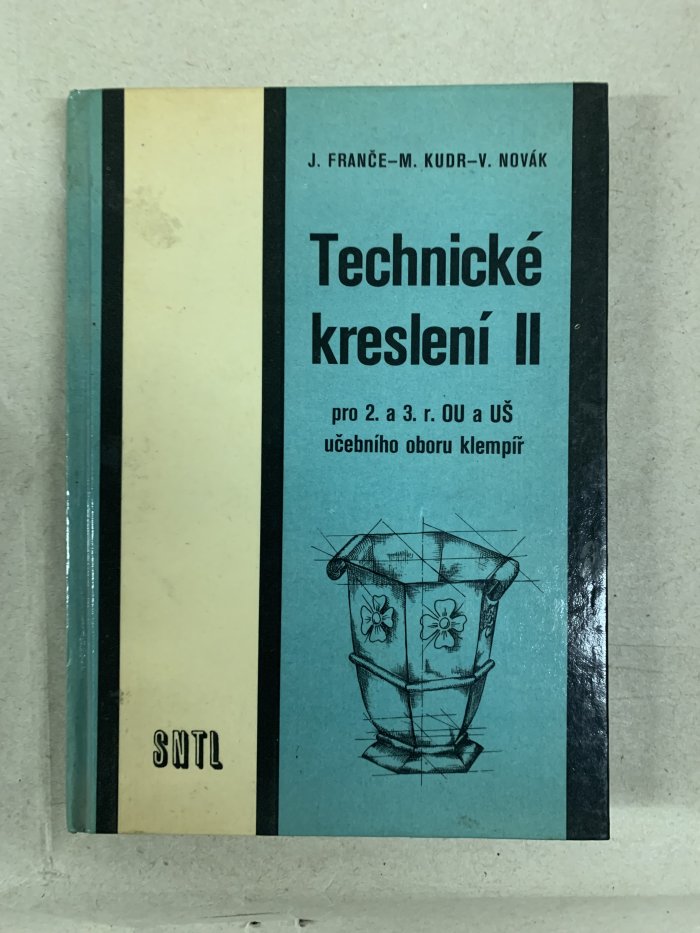 J. FRANČE–M. KUDR–V. NOVÁK
Technické
kreslení II
pro 2. a 3. r. OU a UŠ
učebního oboru klempíř
SNTL